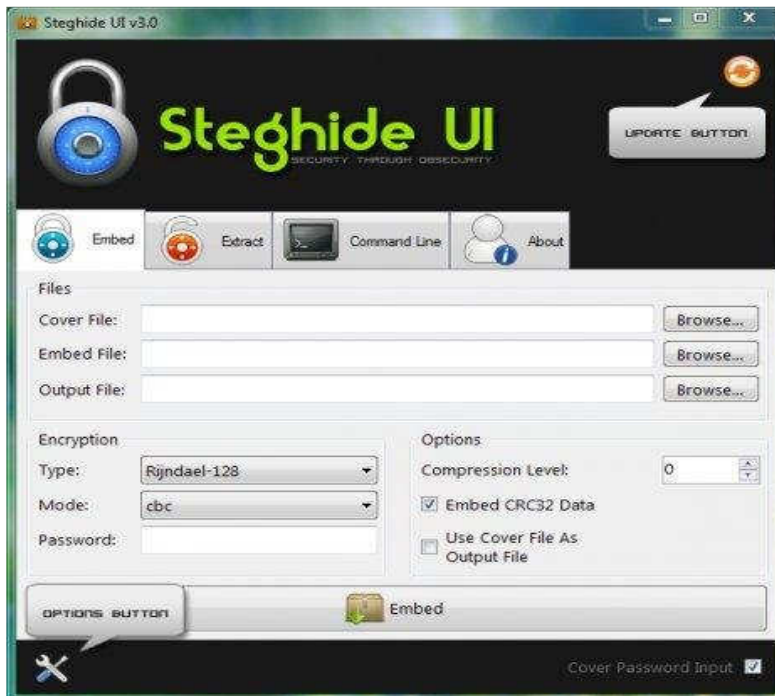 Steghide UI v3.0
Steghide UI
SECURITY THROUGH OBSECURITY
UPDATE BUTTON
Embed
Extract
Command Line
About
Files
Cover File:
Browse...
Embed File:
Browse...
Output File:
Browse...
Encryption
Type:
Rijndael-128
Mode:
cbc
Password:
Options
Compression Level:
0
Embed CRC32 Data
Use Cover File As
Output File
OPTIONS BUTTON
Embed
Cover Password Input